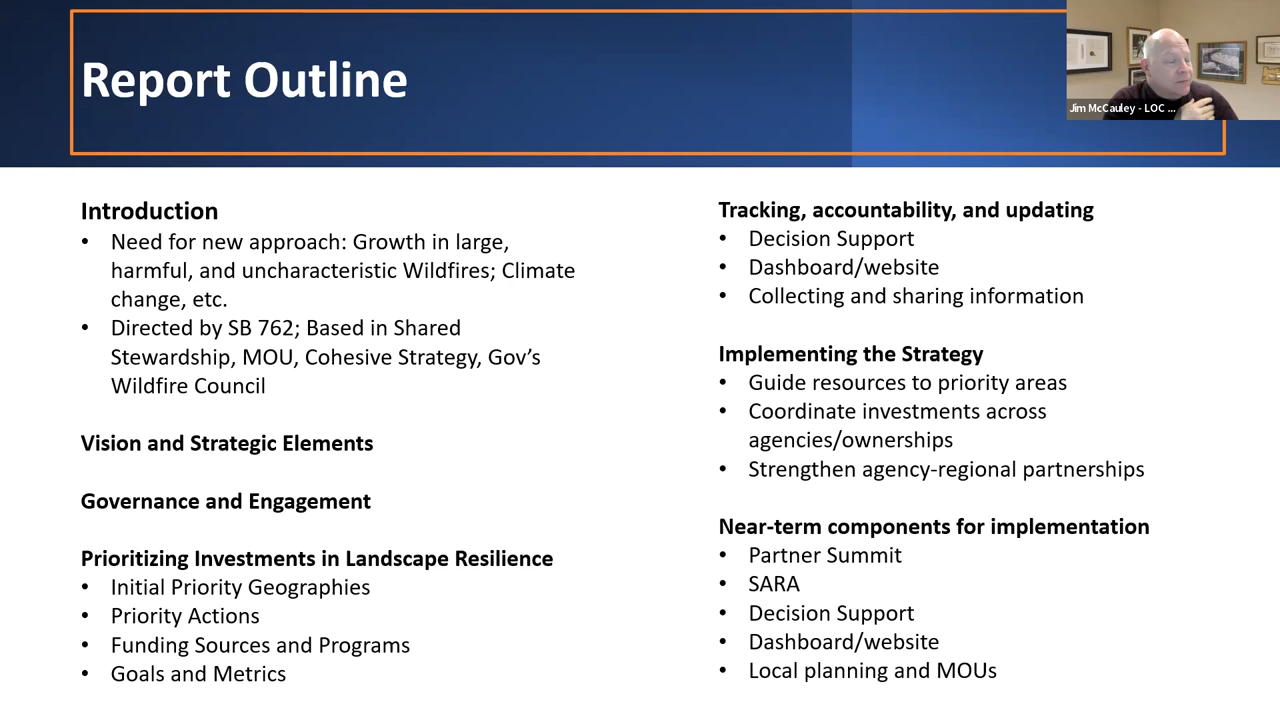 Report Outline
Jim McCauley - LOC ...
Introduction
• Need for new approach: Growth in large,
harmful, and uncharacteristic Wildfires; Climate
change, etc.
• Directed by SB 762; Based in Shared
Stewardship, MOU, Cohesive Strategy, Gov’s
Wildfire Council
Vision and Strategic Elements
Governance and Engagement
Prioritizing Investments in Landscape Resilience
• Initial Priority Geographies
• Priority Actions
• Funding Sources and Programs
• Goals and Metrics
Tracking, accountability, and updating
• Decision Support
• Dashboard/website
• Collecting and sharing information
Implementing the Strategy
• Guide resources to priority areas
• Coordinate investments across
agencies/ownerships
• Strengthen agency-regional partnerships
Near-term components for implementation
• Partner Summit
• SARA
• Decision Support
• Dashboard/website
• Local planning and MOUs